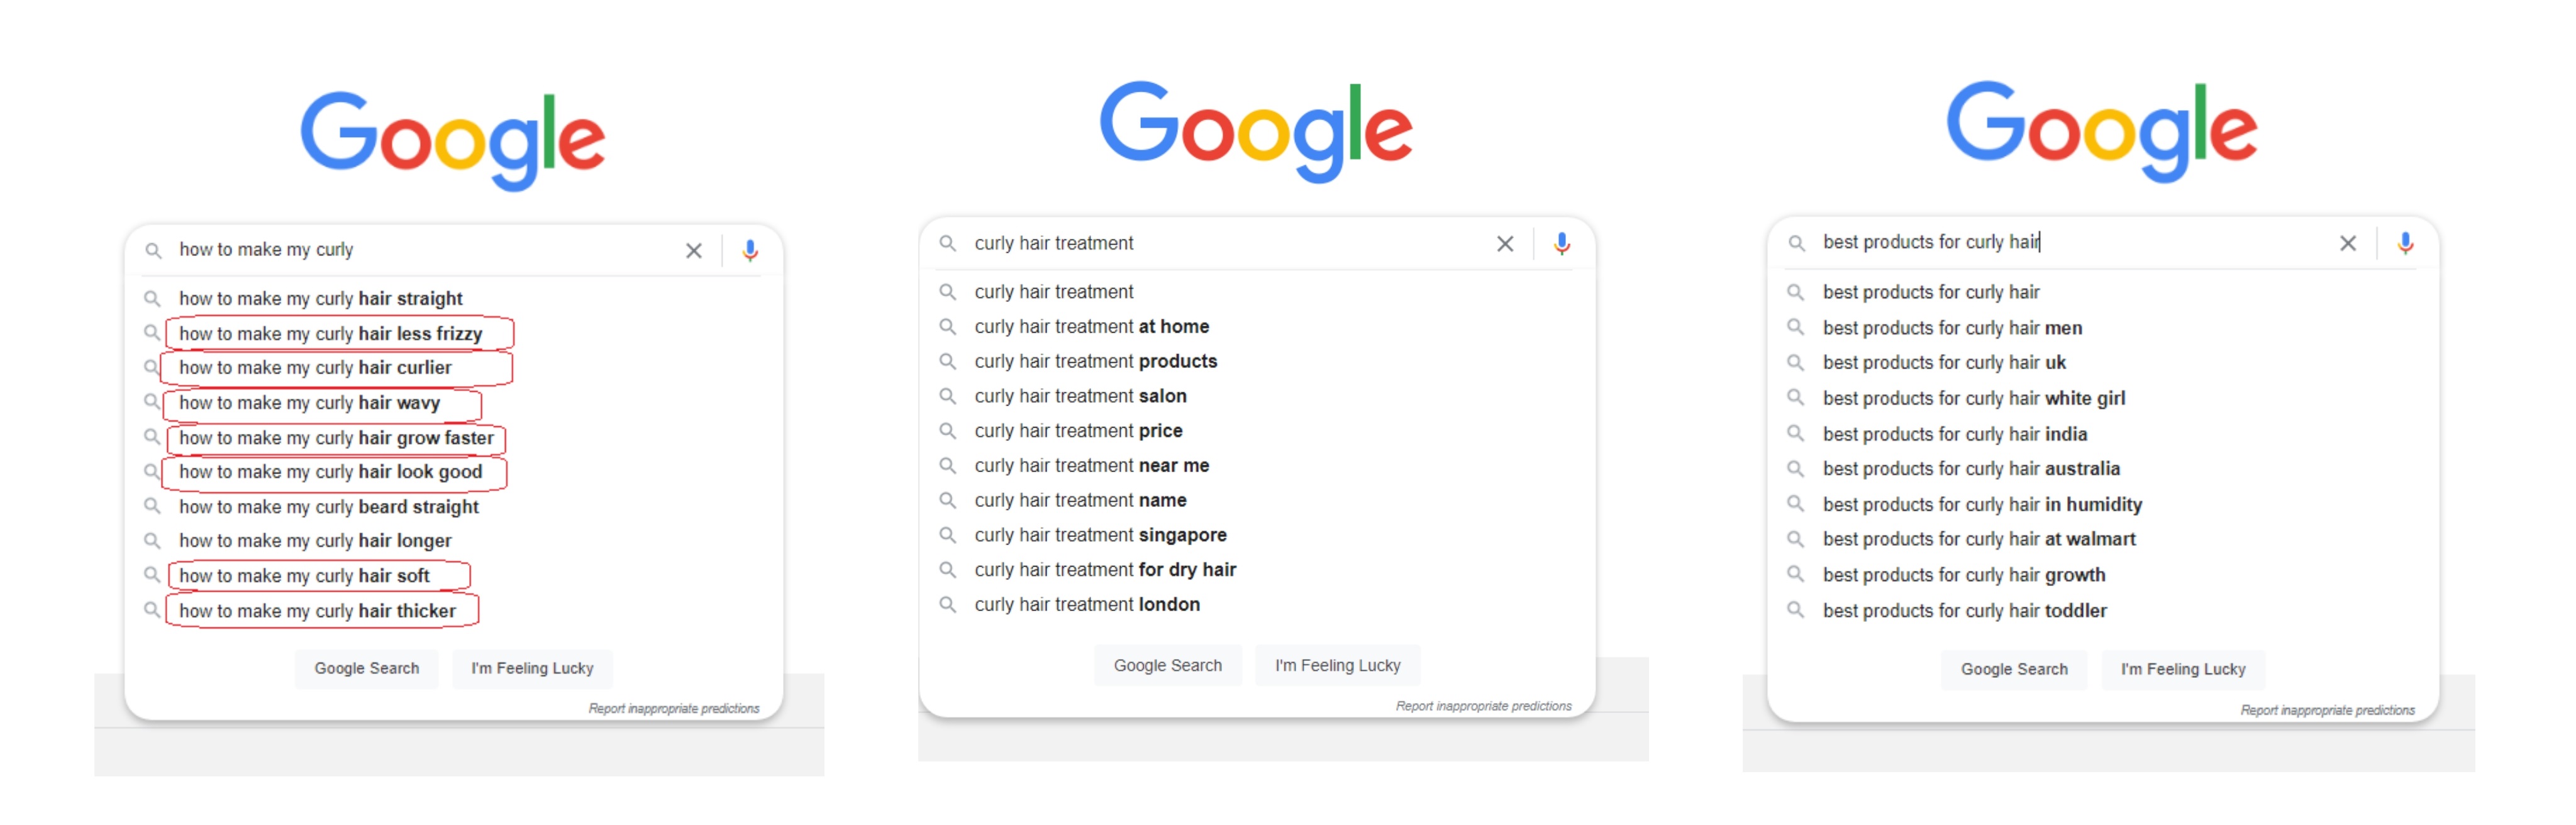 Google
how to make my curly
how to make my curly hair straight
how to make my curly hair less frizzy
how to make my curly hair curlier
how to make my curly hair wavy
how to make my curly hair grow faster
how to make my curly hair look good
how to make my curly beard straight
how to make my curly hair longer
how to make my curly hair soft
how to make my curly hair thicker
Google Search I'm Feeling Lucky
Report inappropriate predictions
Google
curly hair treatment
curly hair treatment
curly hair treatment at home
curly hair treatment products
curly hair treatment salon
curly hair treatment price
curly hair treatment near me
curly hair treatment name
curly hair treatment singapore
curly hair treatment for dry hair
curly hair treatment london
Google Search I'm Feeling Lucky
Report inappropriate predictions
Google
best products for curly hair
best products for curly hair
best products for curly hair men
best products for curly hair uk
best products for curly hair white girl
best products for curly hair india
best products for curly hair australia
best products for curly hair in humidity
best products for curly hair at walmart
best products for curly hair growth
best products for curly hair toddler
Google Search I'm Feeling Lucky
Report inappropriate predictions